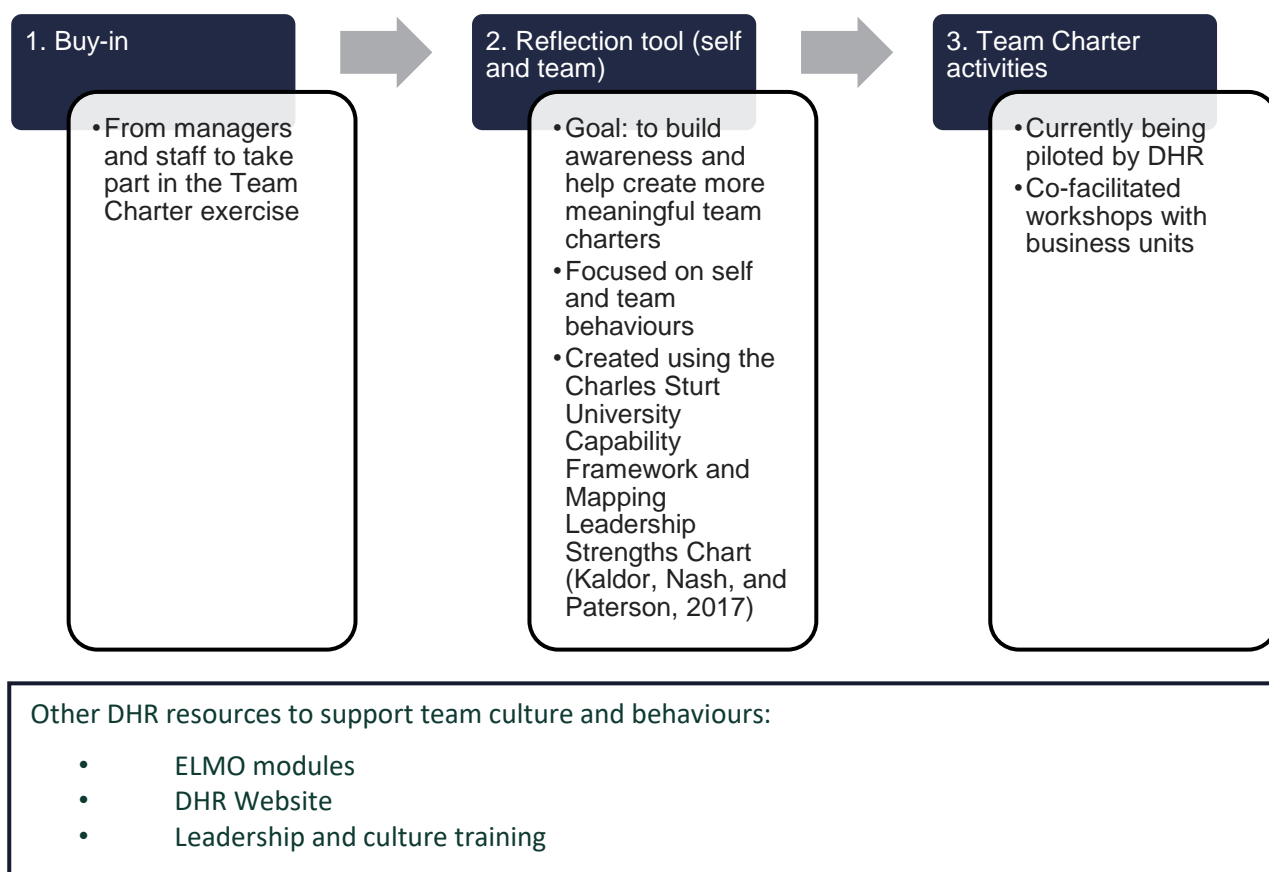 1. Buy-in
•From managers
and staff to take
part in the Team
Charter exercise
2. Reflection tool (self
and team)
•Goal: to build
awareness and
help create more
meaningful team
charters
•Focused on self
and team
behaviours
•Created using the
Charles Sturt
University
Capability
Framework and
Mapping
Leadership
Strengths Chart
(Kaldor, Nash, and
Paterson, 2017)
3. Team Charter
activities
•Currently being
piloted by DHR
•Co-facilitated
workshops with
business units
Other DHR resources to support team culture and behaviours:
• ELMO modules
• DHR Website
• Leadership and culture training